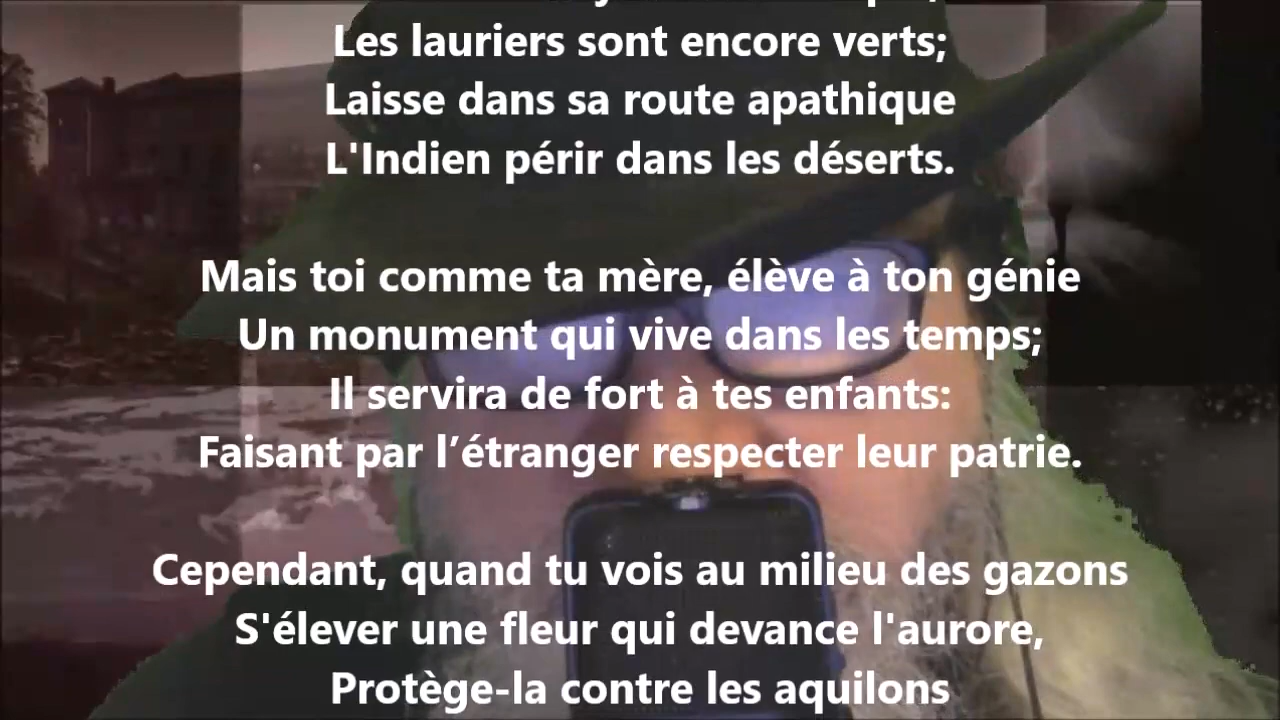 Les lauriers sont encore verts;
Laisse dans sa route apathique
L'Indien périr dans les déserts.
Mais toi comme ta mère, élève à ton génie
Un monument qui vive dans les temps;
Il servira de fort à tes enfants:
Faisant par l’étranger respecter leur patrie.
Cependant, quand tu vois au milieu des gazons
S'élever une fleur qui devance l'aurore,
Protège-la contre les aquilons